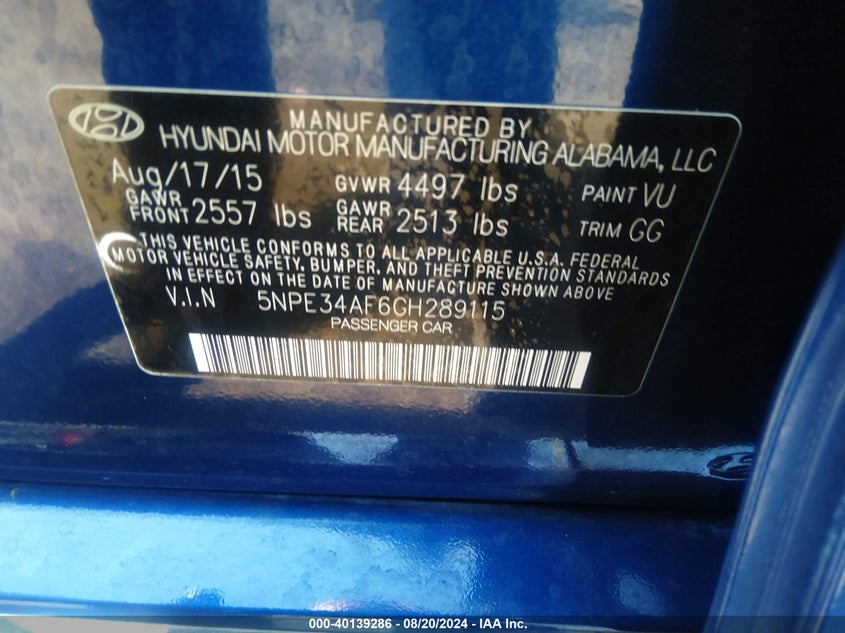 MANUFACTURED BY
HYUNDAI MOTOR MANUFACTURING ALABAMA, LLC
Aug/17/15 GVWR 4497 lbs PAINT VU
GAWR FRONT 2557 lbs GAWR REAR 2513 lbs TRIM GG
THIS VEHICLE CONFORMS TO ALL APPLICABLE U.S.A. FEDERAL
MOTOR VEHICLE SAFETY, BUMPER, AND THEFT PREVENTION STANDARDS
IN EFFECT ON THE DATE OF MANUFACTURE SHOWN ABOVE.
V.I.N 5NPE34AF6GH289115
PASSENGER CAR
000-40139286 - 08/20/2024 - IAA Inc.